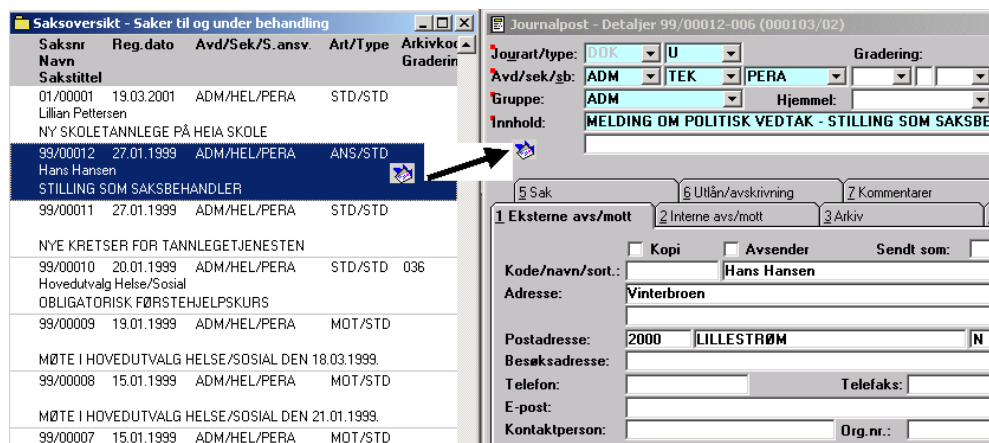 Saksoversikt - Saker til og under behandling
Saksnr Reg.dato Avd/Sek/S.ansv. Art/Type Arkivkod
Navn Graderin
Sakstittel
01/00001 19.03.2001 ADM/HEL/PERA STD/STD
Lillian Pettersen
NY SKOLETANNLEGE PÅ HEIA SKOLE
99/00012 27.01.1999 ADM/HEL/PERA ANS/STD
Hans Hansen
STILLING SOM SAKSBEHANDLER
99/00011 27.01.1999 ADM/HEL/PERA STD/STD
NYE KRETSER FOR TANNLEGETJENESTEN
99/00010 20.01.1999 ADM/HEL/PERA STD/STD 036
Hovedutvalg Helse/Sosial
OBLIGATORISK FØRSTEHJELPSKURS
99/00009 19.01.1999 ADM/HEL/PERA MOT/STD
MØTE I HOVEDUTVALG HELSE/SOSIAL DEN 18.03.1999.
99/00008 15.01.1999 ADM/HEL/PERA MOT/STD
MØTE I HOVEDUTVALG HELSE/SOSIAL DEN 21.01.1999.
99/00007 15.01.1999 ADM/HEL/PERA MOT/STD
Journalpost - Detaljer 99/00012-006 (000103/02)
Jourart/type: DOK U Gradering:
Avd/sek/sb: ADM TEK PERA
Gruppe: ADM Hjemmel:
Innhold: MELDING OM POLITISK VEDTAK - STILLING SOM SAKSBE
5 Sak 6 Utlån/avskrivning 7 Kommentarer
1 Eksterne avs/mott 2 Interne avs/mott 3 Arkiv
Kopi Avsender Sendt som:
Kode/navn/sort.: Hans Hansen
Adresse: Vinterbroen
Postadresse: 2000 LILLESTRØM N
Besøksadresse:
Telefon: Telefaks:
E-post:
Kontaktperson: Org.nr.: